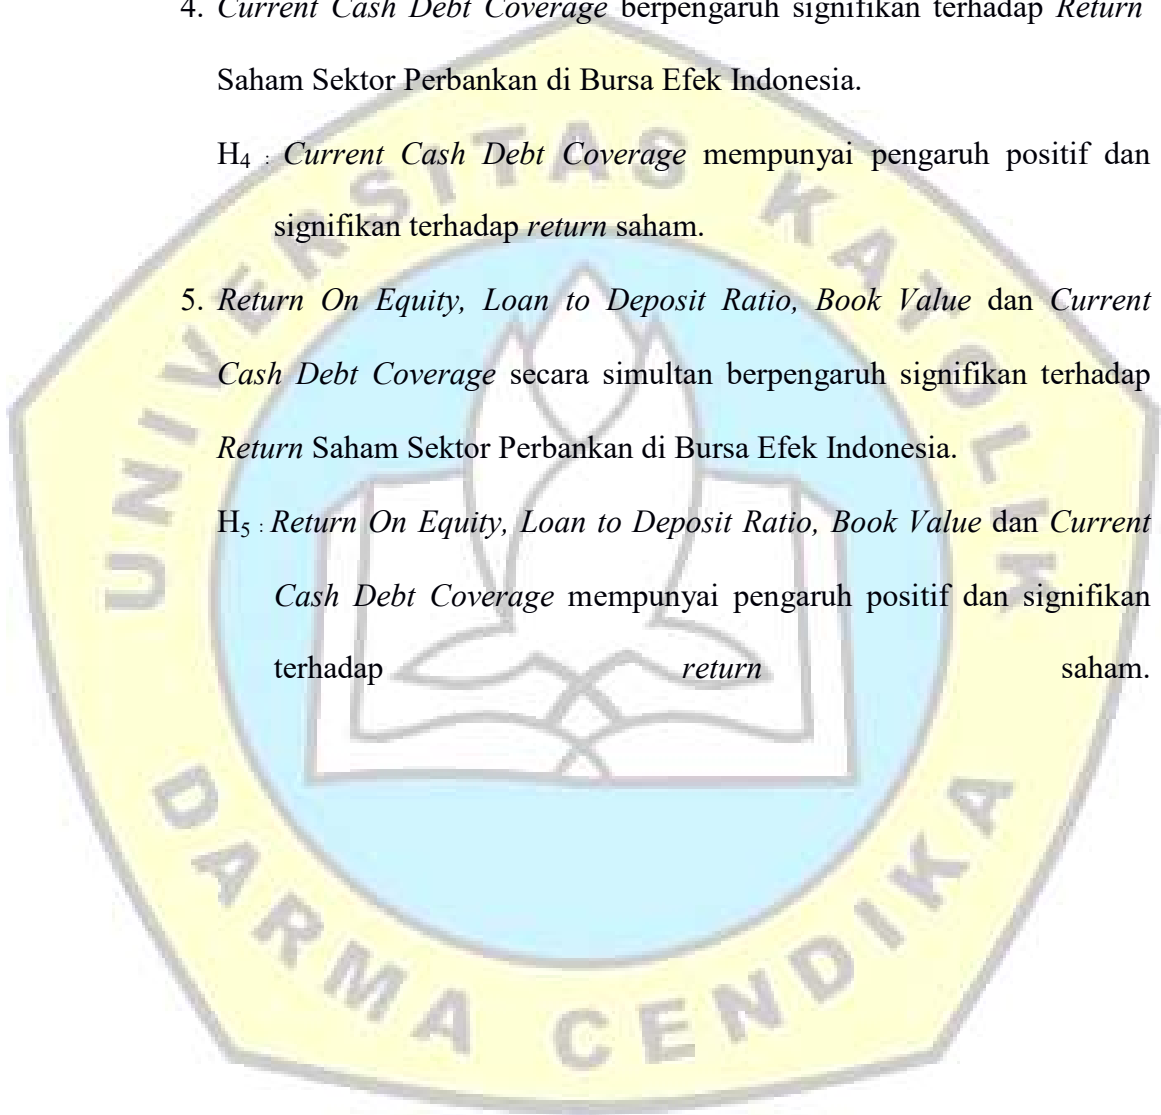 4. Current Cash Debt Coverage berpengaruh signifikan terhadap Return
Saham Sektor Perbankan di Bursa Efek Indonesia.
H4 : Current Cash Debt Coverage mempunyai pengaruh positif dan
signifikan terhadap return saham.
5. Return On Equity, Loan to Deposit Ratio, Book Value dan Current
Cash Debt Coverage secara simultan berpengaruh signifikan terhadap
Return Saham Sektor Perbankan di Bursa Efek Indonesia.
H5 : Return On Equity, Loan to Deposit Ratio, Book Value dan Current
Cash Debt Coverage mempunyai pengaruh positif dan signifikan
terhadap return saham.
UNIVERSITAS KATOLIK
DARMA CENDIKA